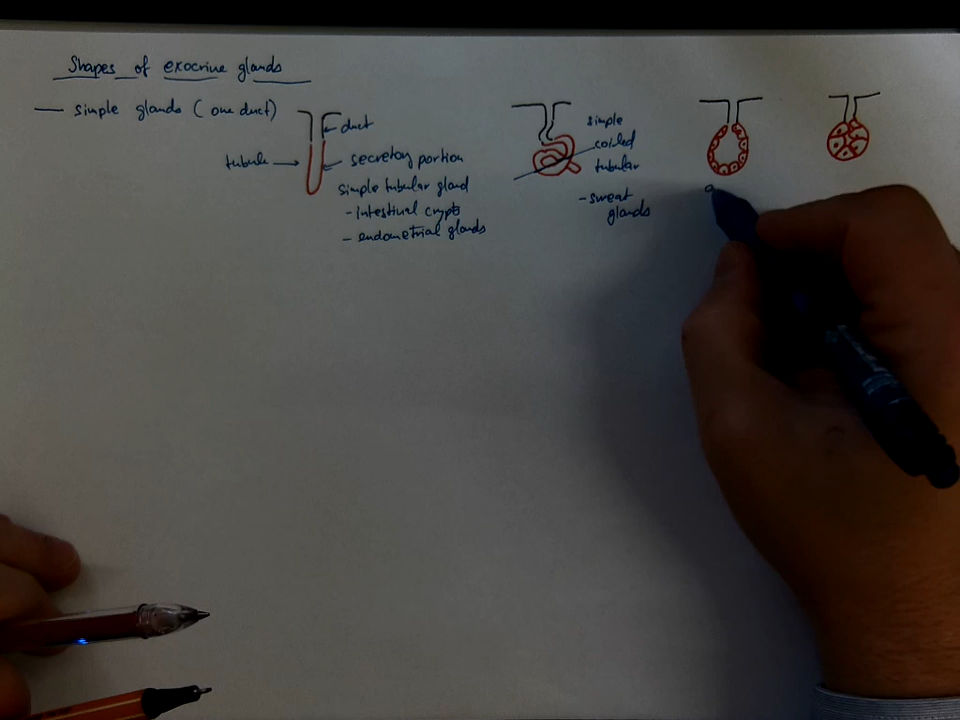 Shapes of exocrine glands
— simple glands (one duct)
duct
tubule
secretory portion
simple tubular gland
- intestinal crypts
- endometrial glands
simple
coiled
tubular
- sweat
glands
a